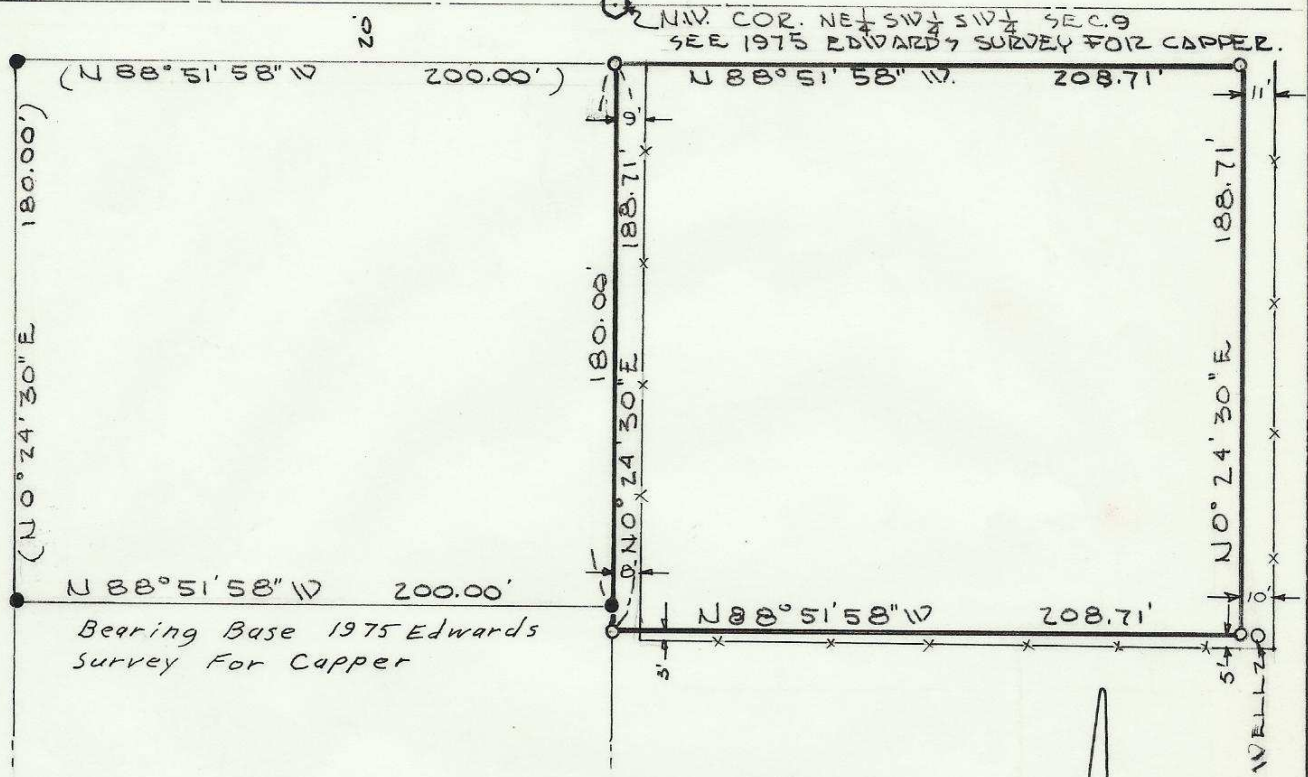 20.
N.W. COR. NE¼ SW¼ SW¼ SEC. 9
SEE 1975 EDWARDS SURVEY FOR CAPPER.
(N 88° 51' 58" W 200.00')
N 88° 51' 58" W. 208.71'
11'
9'
180.00')
(N 0° 24' 30" E
188.71'
180.00'
N 0° 24' 30" E
188.71'
N 0° 24' 30" E
N 88° 51' 58" W 200.00'
Bearing Base 1975 Edwards
Survey For Capper
10'
N 88° 51' 58" W 208.71'
3'
5'
WELL